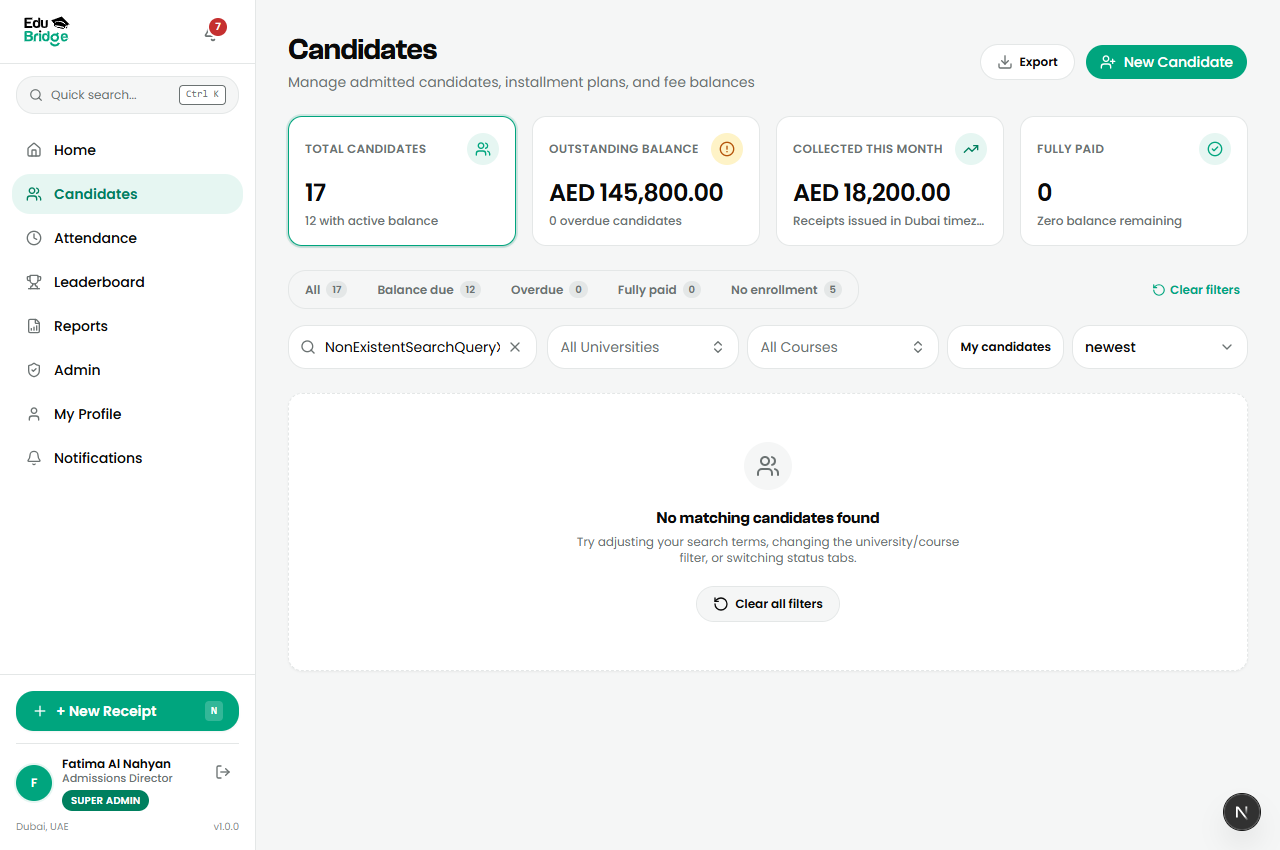 Edu
Bridge
7
Quick search...
Ctrl K
Home
Candidates
Attendance
Leaderboard
Reports
Admin
My Profile
Notifications
+ New Receipt
N
F
Fatima Al Nahyan
Admissions Director
SUPER ADMIN
Dubai, UAE
v1.0.0
Candidates
Manage admitted candidates, installment plans, and fee balances
Export
New Candidate
TOTAL CANDIDATES
17
12 with active balance
OUTSTANDING BALANCE
AED 145,800.00
0 overdue candidates
COLLECTED THIS MONTH
AED 18,200.00
Receipts issued in Dubai timez...
FULLY PAID
0
Zero balance remaining
All 17
Balance due 12
Overdue 0
Fully paid 0
No enrollment 5
Clear filters
NonExistentSearchQuery
All Universities
All Courses
My candidates
newest
No matching candidates found
Try adjusting your search terms, changing the university/course
filter, or switching status tabs.
Clear all filters
N